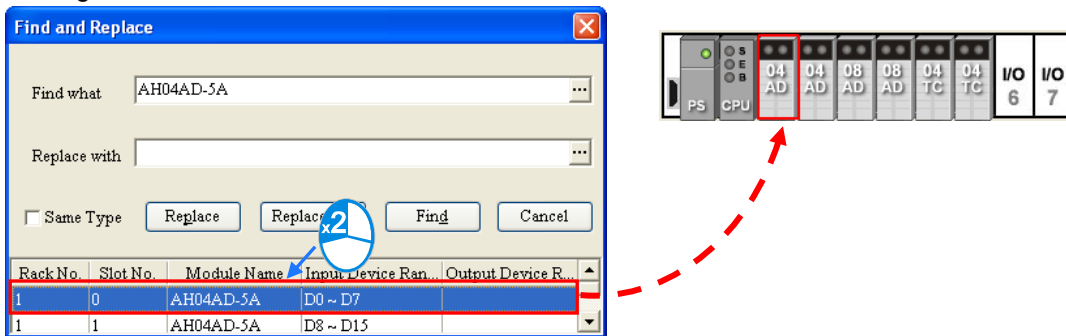 Find and Replace
Find what AH04AD-5A ...
Replace with ...
Same Type Replace Replace Find Cancel
x2
Rack No. Slot No. Module Name Input Device Ran... Output Device R...
1 0 AH04AD-5A D0 ~ D7
1 1 AH04AD-5A D8 ~ D15
PS CPU S E B 04 AD 04 AD 08 AD 08 AD 04 TC 04 TC I/O 6 I/O 7